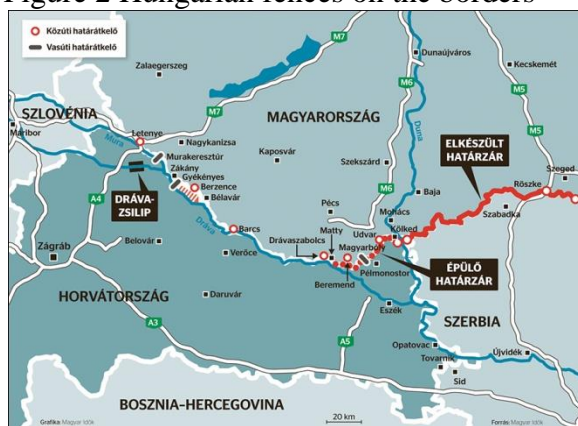 Figure 2 Hungarian fences on the borders
Közúti határátkelő
Vasúti határátkelő
Zalaegerszeg
M7
Dunaújváros
Kecskemét
M6
M5
SZLOVÉNIA
Maribor
Letenye
Mura
M7
Nagykanizsa
MAGYARORSZÁG
Duna
Murakeresztúr
Zákány
Gyékényes
Berzence
Bélavár
Kaposvár
Szekszárd
ELKÉSZÜLT
HATÁRZÁR
M5
Szeged
Röszke
A4
DRÁVA-
ZSILIP
M6
Baja
Szabadka
Pécs
Mohács
Dráva
Barcs
Matty
Udvar
Kölked
Belovár
Zágráb
Verőce
Drávaszabolcs
Magyarbóly
Pélmonostor
Beremend
ÉPÜLŐ
HATÁRZÁR
HORVÁTORSZÁG
Daruvár
Eszék
SZERBIA
A3
A5
Opatovac
Tovarnik
Újvidék
Sid
BOSZNIA-HERCEGOVINA
20 km
Grafika Magyar Idők
Forrás: Magyar Idők